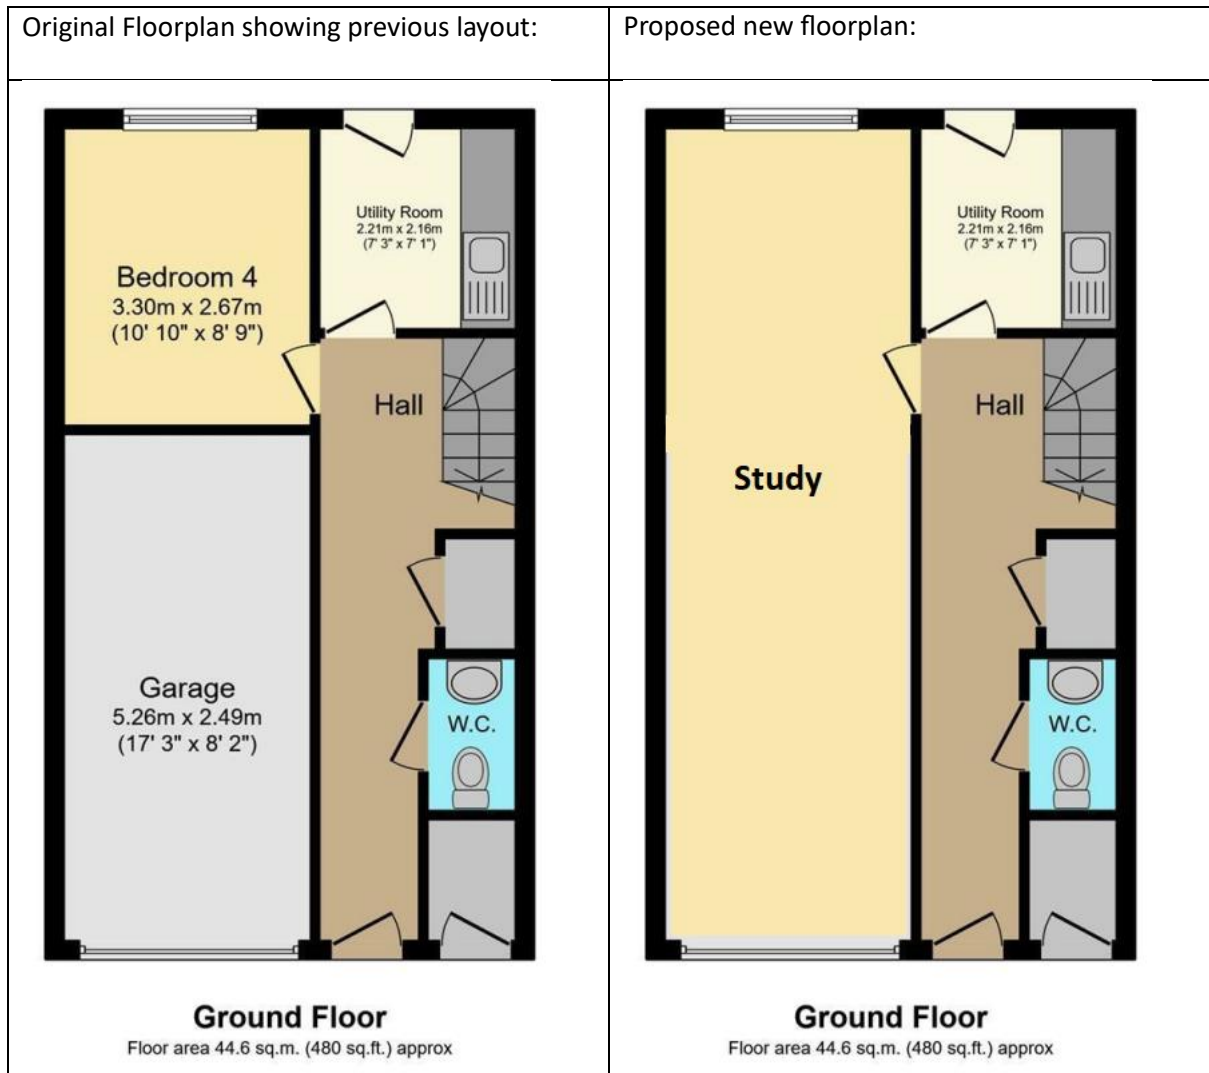 Original Floorplan showing previous layout:
Proposed new floorplan:
Utility Room
2.21m x 2.16m
(7' 3" x 7' 1")
Bedroom 4
3.30m x 2.67m
(10' 10" x 8' 9")
Hall
Garage
5.26m x 2.49m
(17' 3" x 8' 2")
W.C.
Ground Floor
Floor area 44.6 sq.m. (480 sq.ft.) approx
Utility Room
2.21m x 2.16m
(7' 3" x 7' 1")
Hall
Study
W.C.
Ground Floor
Floor area 44.6 sq.m. (480 sq.ft.) approx